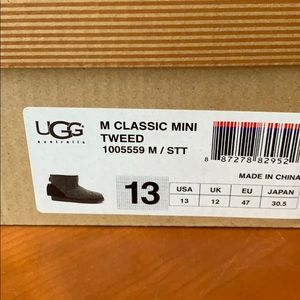 UGG
australia
M CLASSIC MINI
TWEED
1005559 M / STT
8 87278 82952
MADE IN CHINA
13
USA UK EU JAPAN
13 12 47 30.5